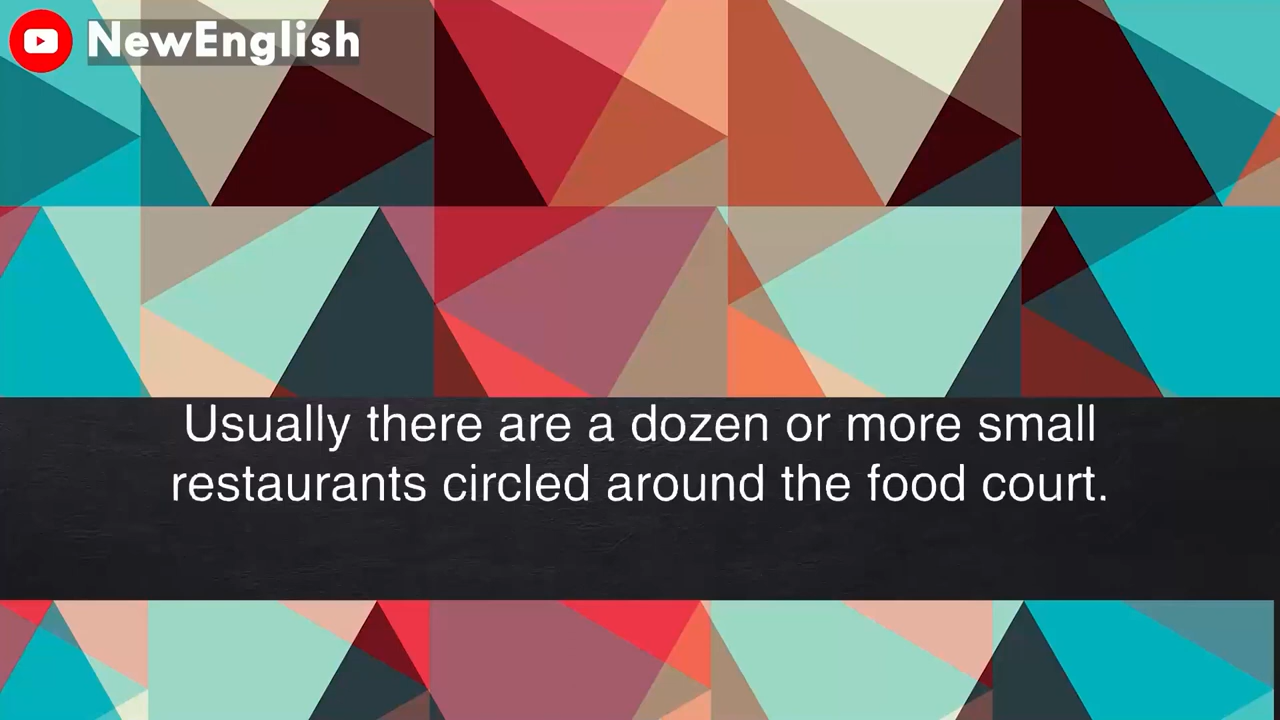 NewEnglish
Usually there are a dozen or more small
restaurants circled around the food court.